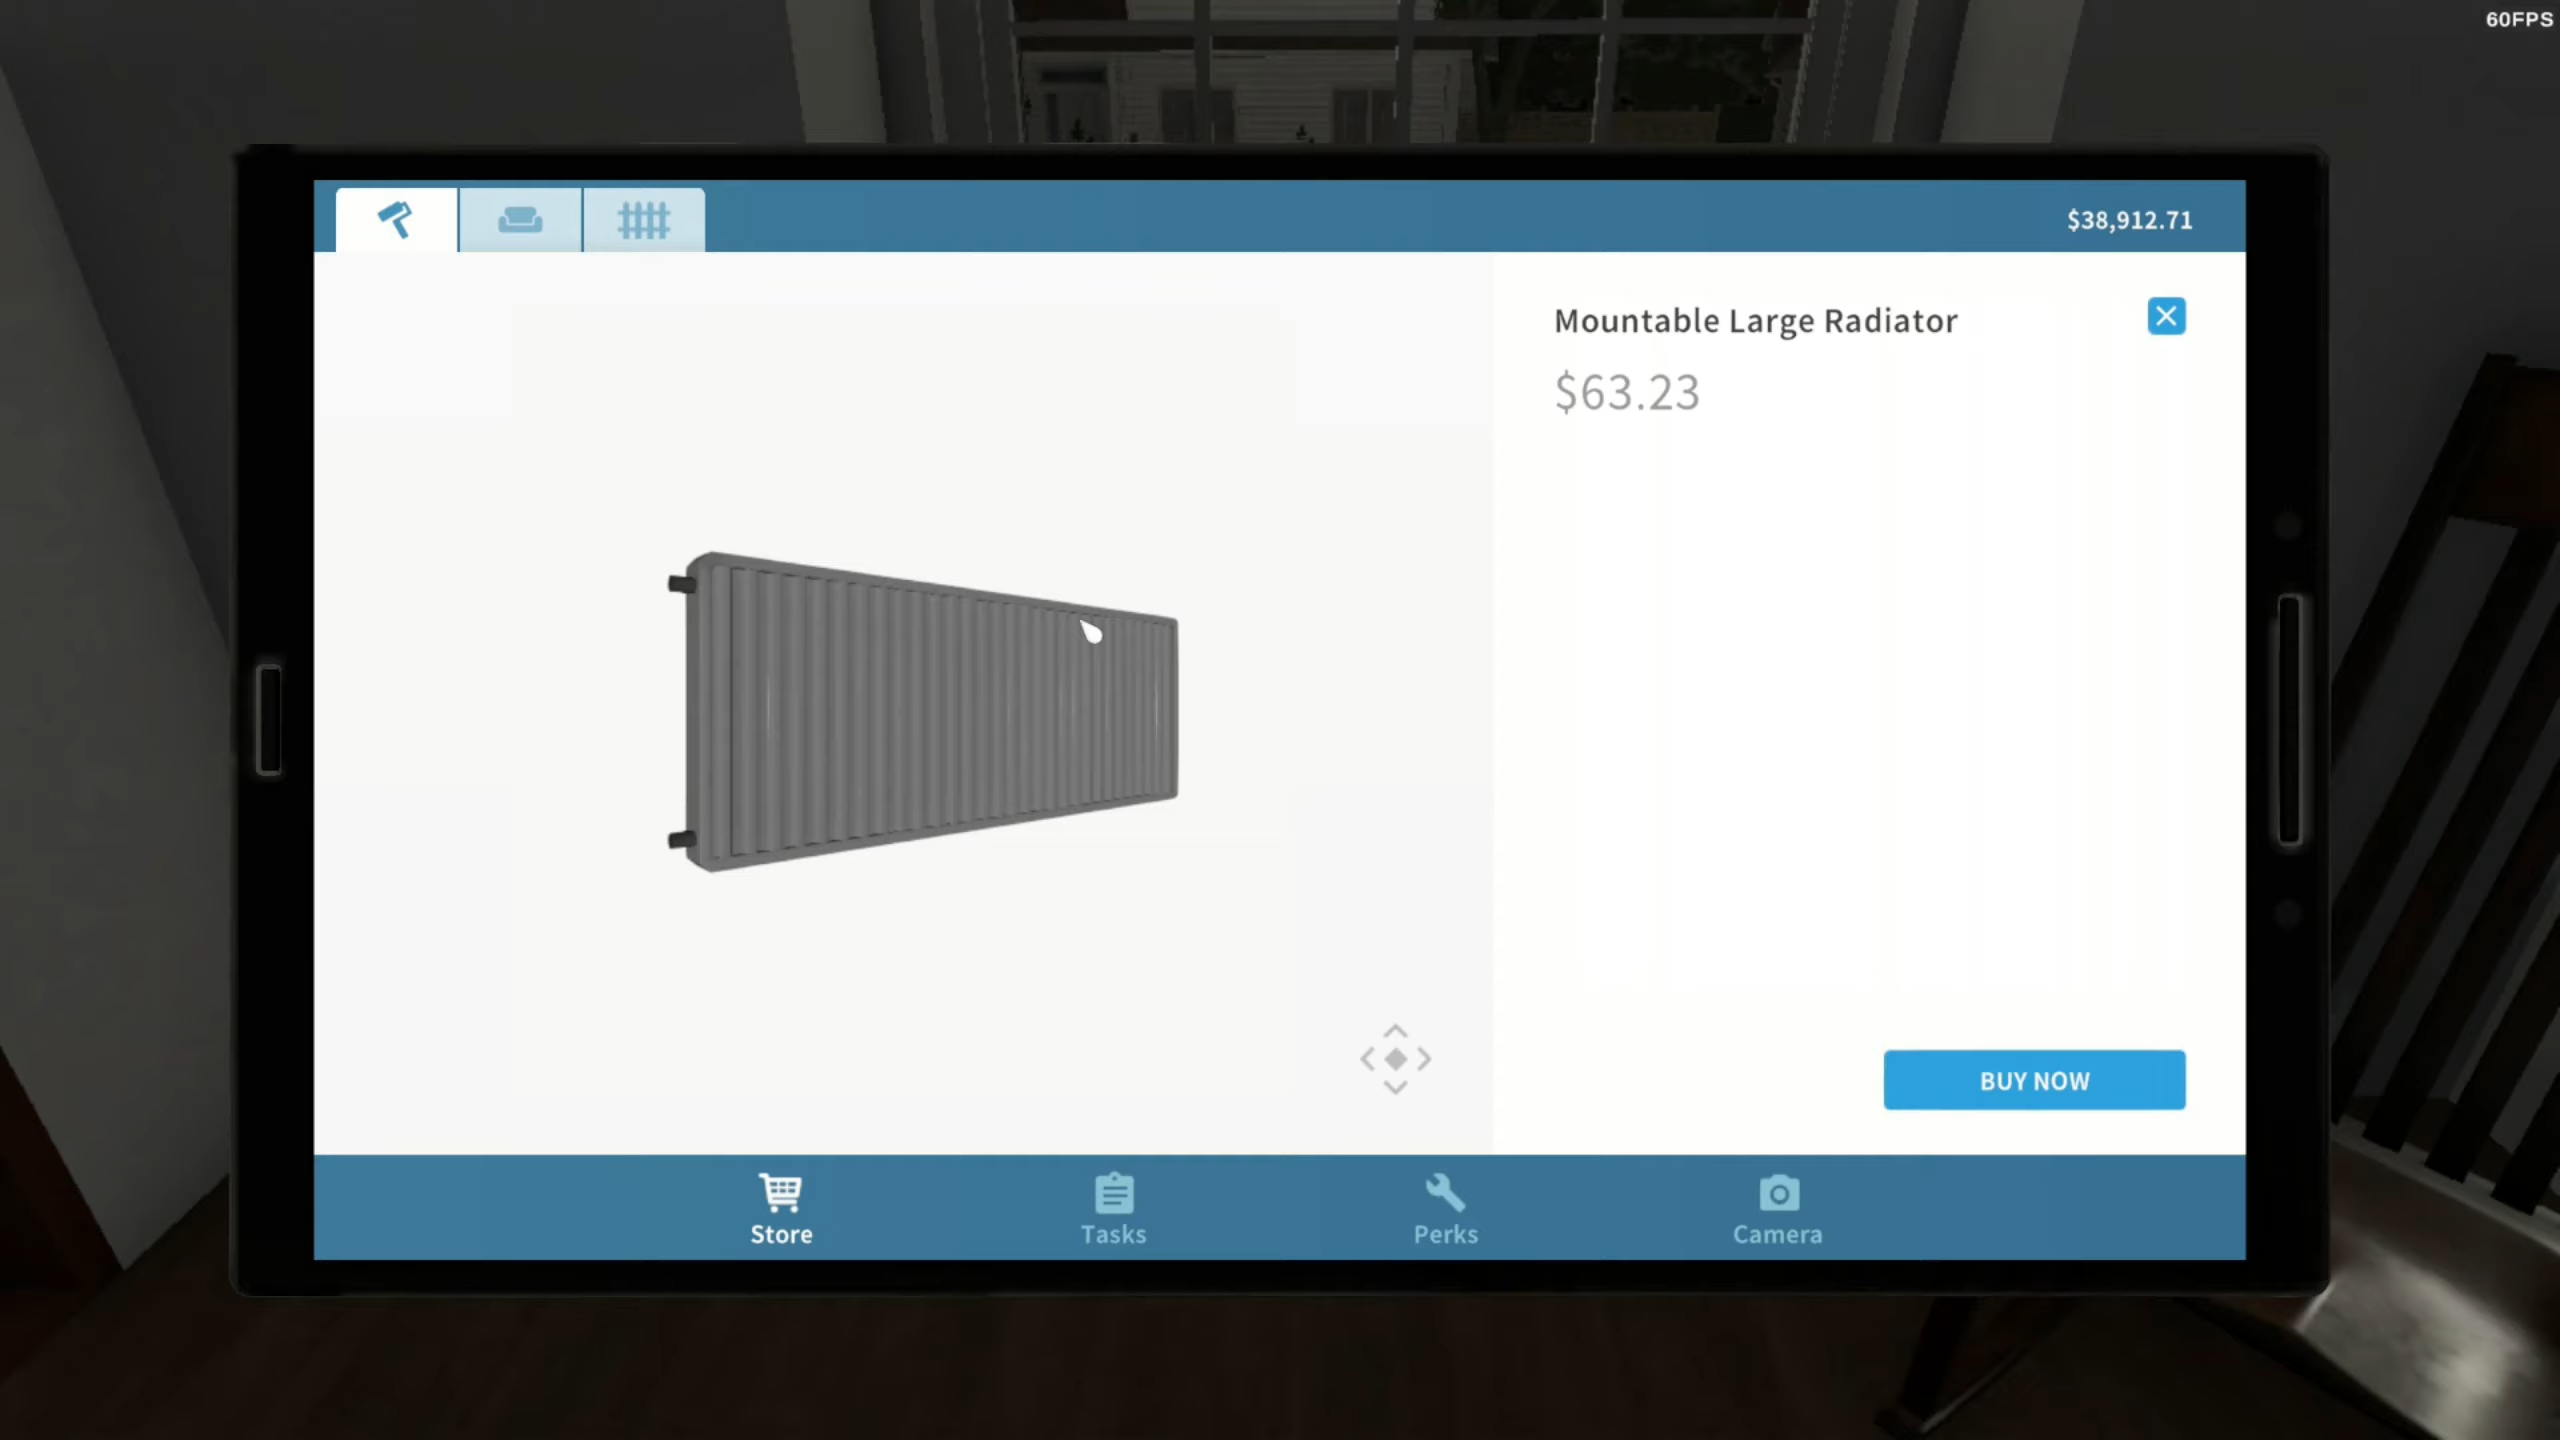 60FPS
$38,912.71
Mountable Large Radiator
$63.23
BUY NOW
Store
Tasks
Perks
Camera